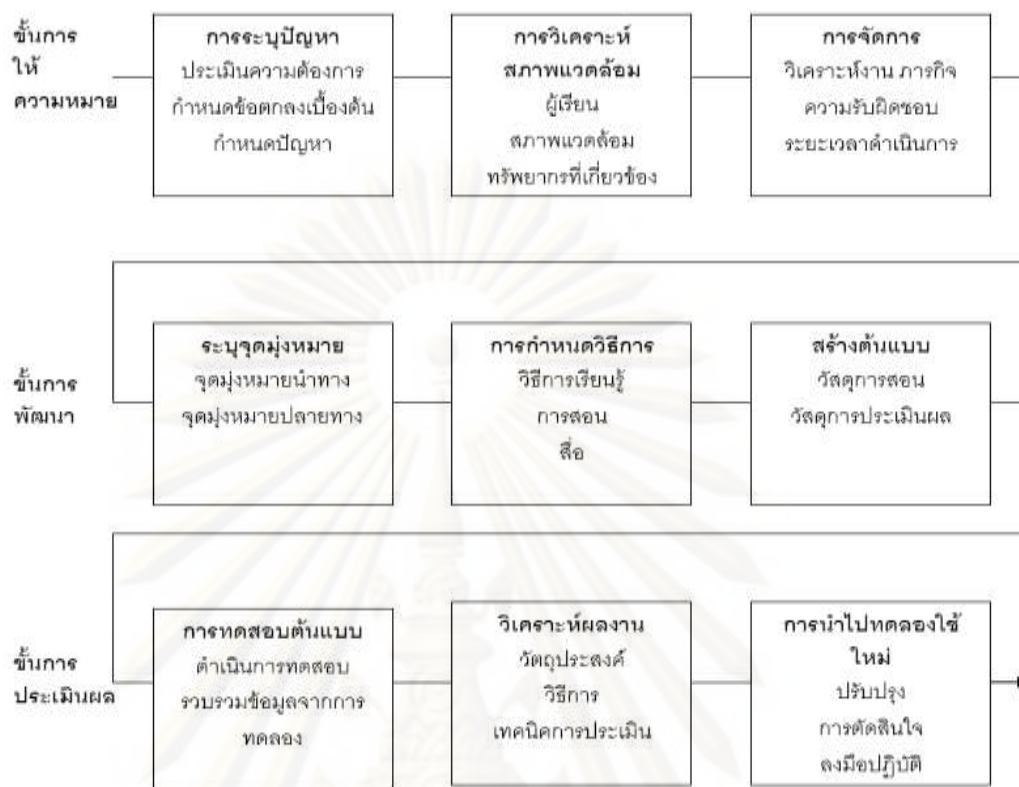 ขั้นการ
ให้
ความหมาย
การระบุปัญหา
ประเมินความต้องการ
กำหนดข้อตกลงเบื้องต้น
กำหนดปัญหา
การวิเคราะห์
สภาพแวดล้อม
ผู้เรียน
สภาพแวดล้อม
ทรัพยากรที่เกี่ยวข้อง
การจัดการ
วิเคราะห์งาน ภารกิจ
ความรับผิดชอบ
ระยะเวลาดำเนินการ
ขั้นการ
พัฒนา
ระบุจุดมุ่งหมาย
จุดมุ่งหมายนำทาง
จุดมุ่งหมายปลายทาง
การกำหนดวิธีการ
วิธีการเรียนรู้
การสอน
สื่อ
สร้างต้นแบบ
วัสดุการสอน
วัสดุการประเมินผล
ขั้นการ
ประเมินผล
การทดสอบต้นแบบ
ดำเนินการทดสอบ
รวบรวมข้อมูลจากการ
ทดลอง
วิเคราะห์ผลงาน
วัตถุประสงค์
วิธีการ
เทคนิคการประเมิน
การนำไปทดลองใช้
ใหม่
ปรับปรุง
การตัดสินใจ
ลงมือปฏิบัติ